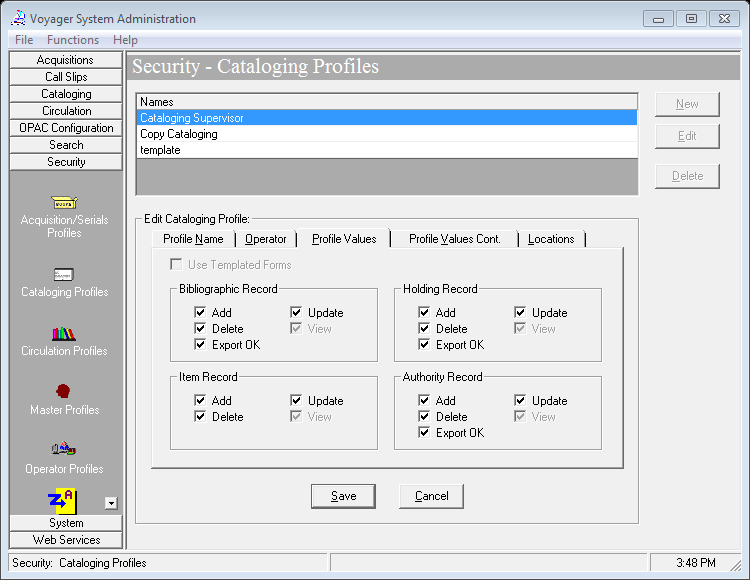 Voyager System Administration
File Functions Help
Acquisitions
Call Slips
Cataloging
Circulation
OPAC Configuration
Search
Security
Acquisition/Serials
Profiles
Cataloging Profiles
Circulation Profiles
Master Profiles
Operator Profiles
Z A
System
Web Services
Security - Cataloging Profiles
Names
Cataloging Supervisor
Copy Cataloging
template
New
Edit
Delete
Edit Cataloging Profile:
Profile Name Operator Profile Values Profile Values Cont. Locations
Use Templated Forms
Bibliographic Record
Add Update
Delete View
Export OK
Holding Record
Add Update
Delete View
Export OK
Item Record
Add Update
Delete View
Authority Record
Add Update
Delete View
Export OK
Save Cancel
Security: Cataloging Profiles 3:48 PM